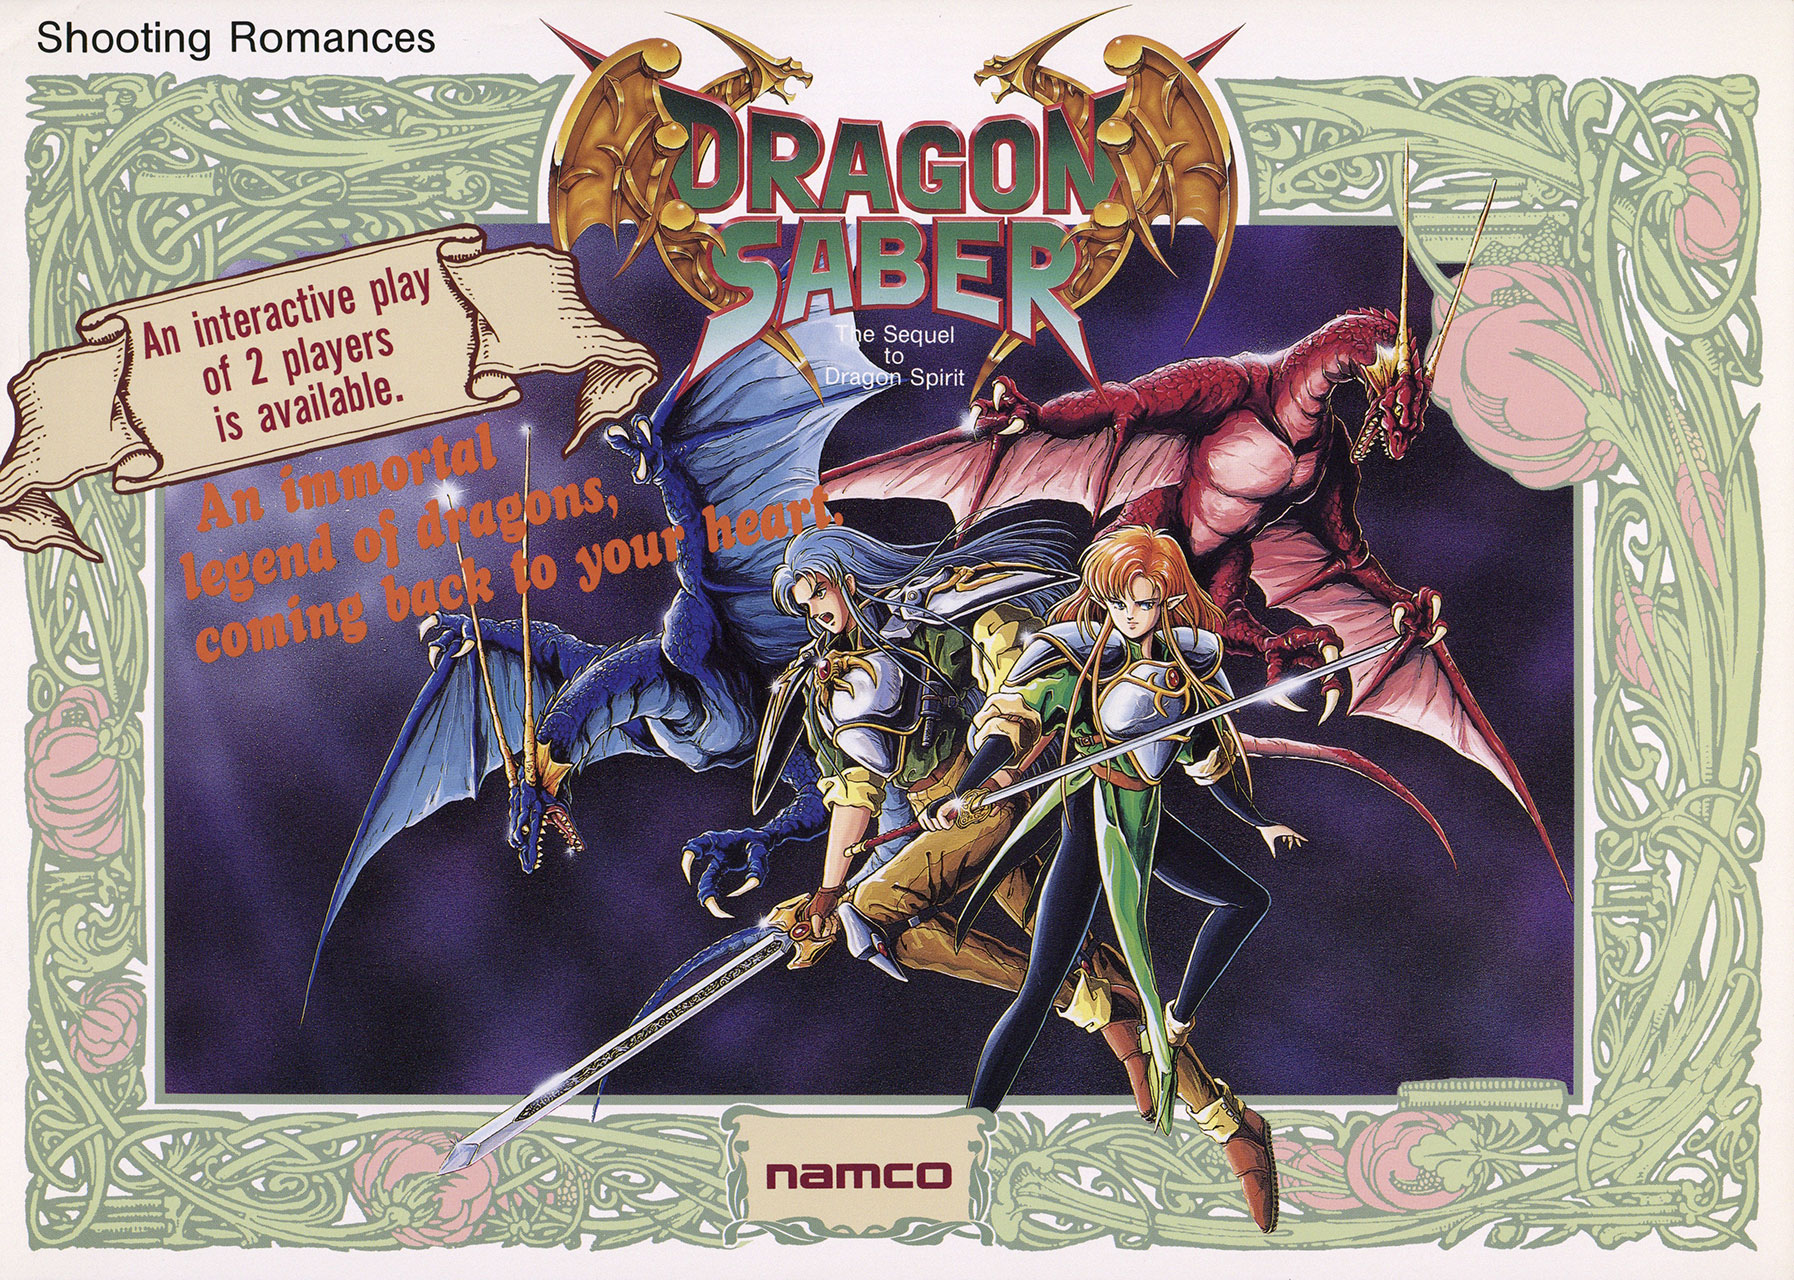 Shooting Romances
DRAGON
SABER
The Sequel
to
Dragon Spirit
An interactive play
of 2 players
is available.
An immortal
legend of dragons,
coming back to your heart.
namco